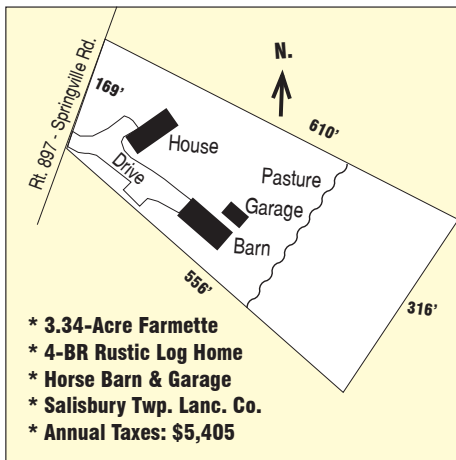 N.
169'
610'
Rt. 897 - Springville Rd.
House
Drive
Pasture
Garage
Barn
556'
316'
* 3.34-Acre Farmette
* 4-BR Rustic Log Home
* Horse Barn & Garage
* Salisbury Twp. Lanc. Co.
* Annual Taxes: $5,405